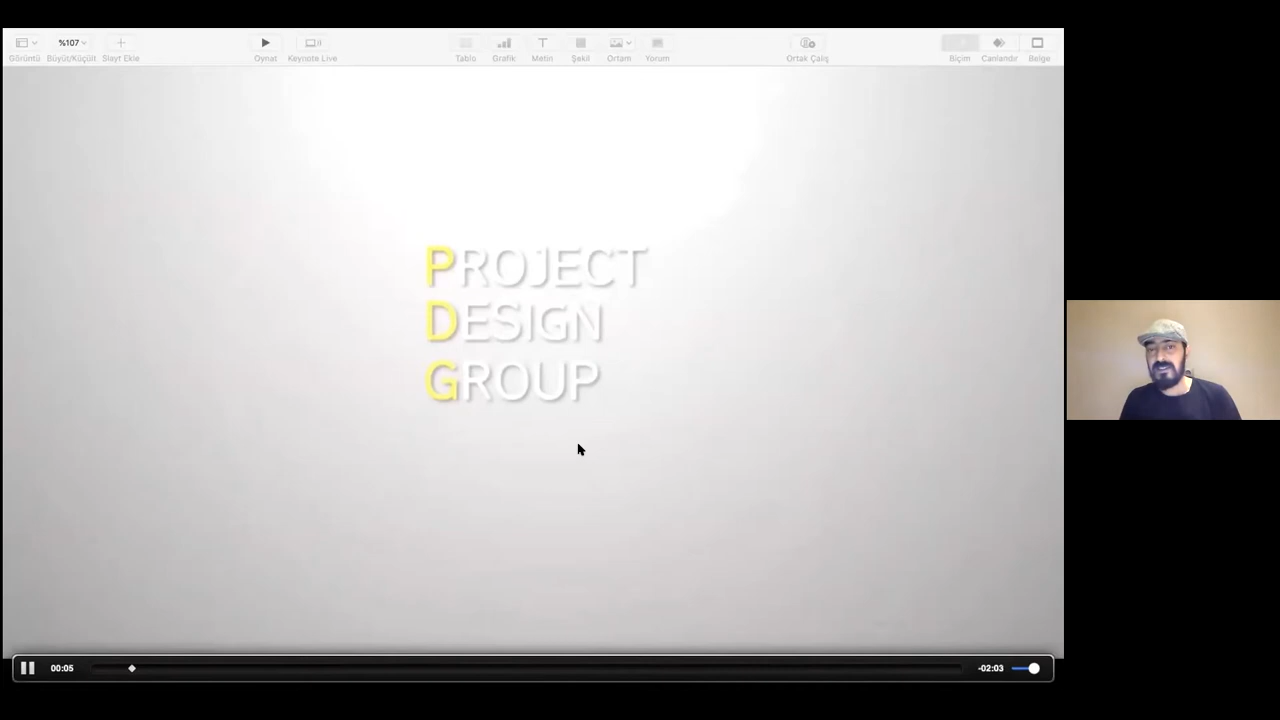 %107
Görüntü Büyüt/Küçült Slayt Ekle Oynat Keynote Live Tablo Grafik Metin Şekil Ortam Yorum Ortak Çalış Biçim Canlandır Belge
PROJECT
DESIGN
GROUP
00:05 -02:03